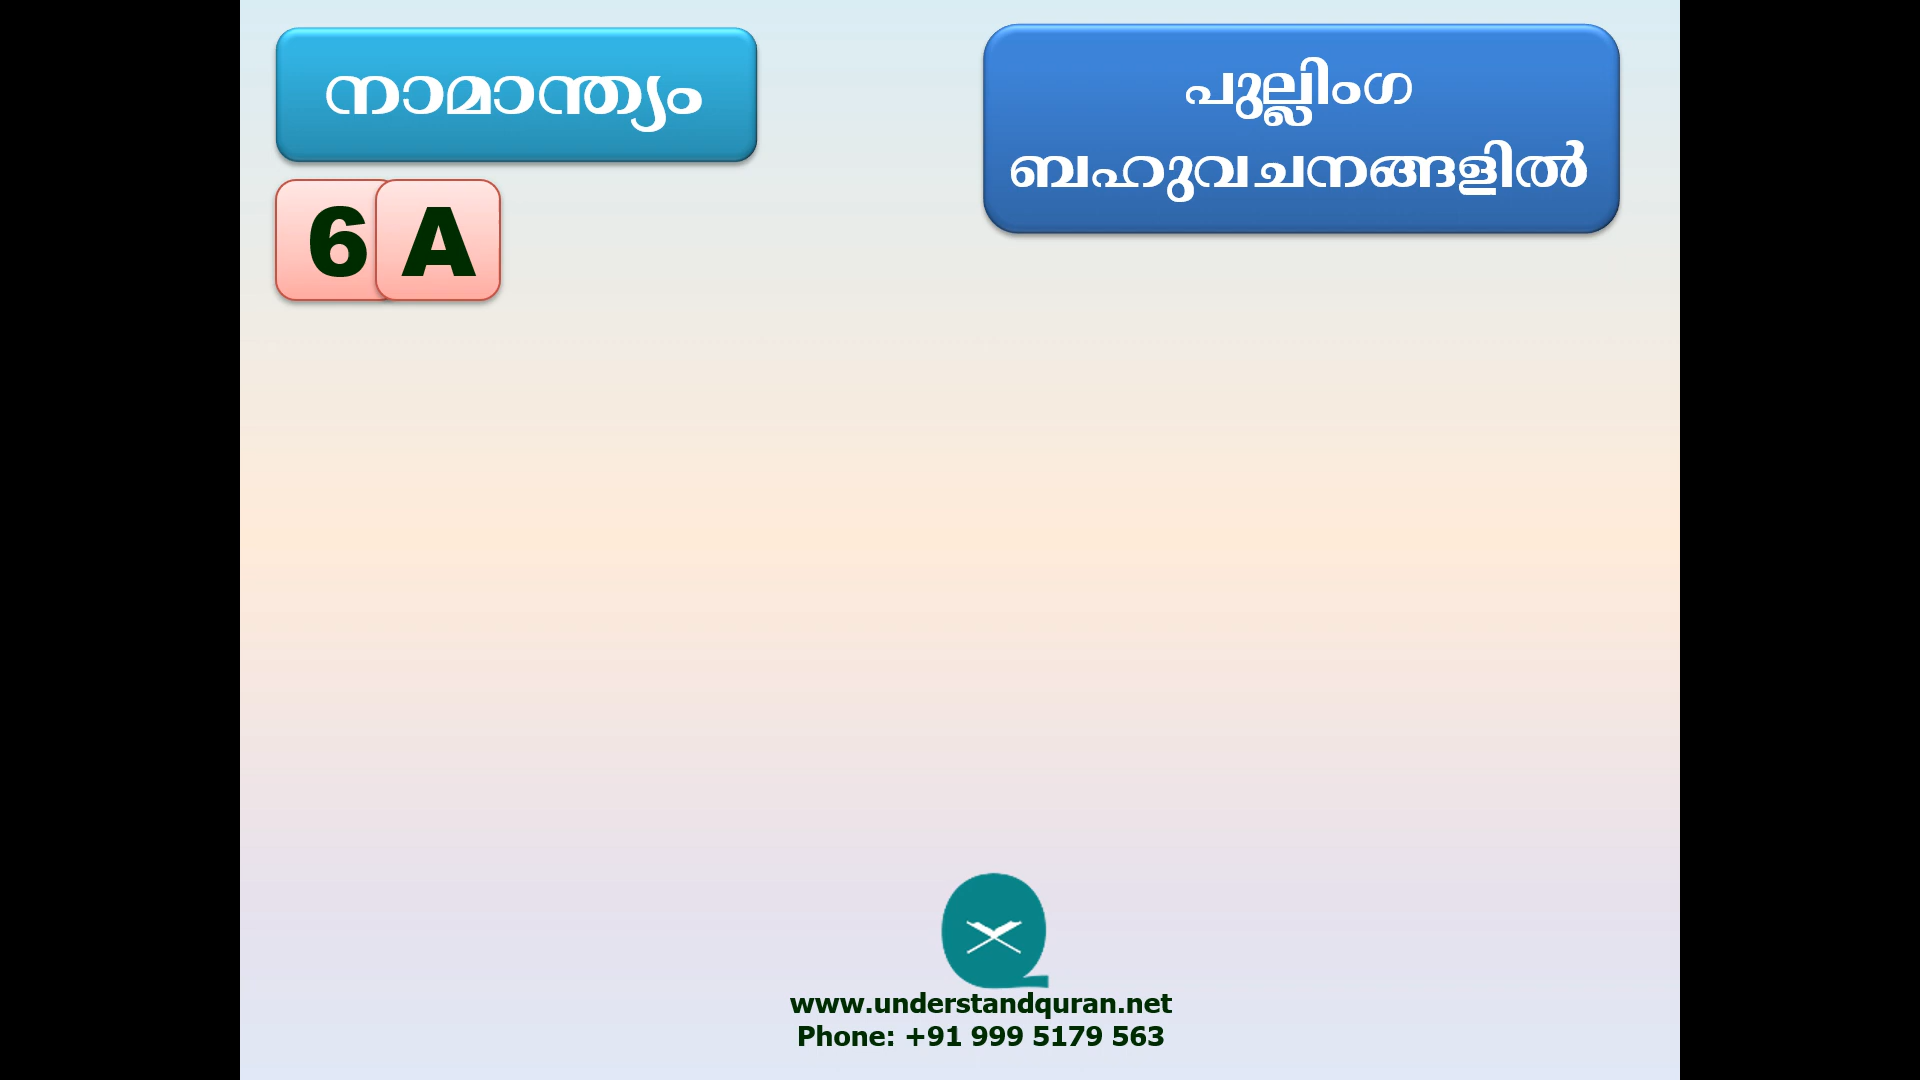 നാമാന്ത്യം
പുല്ലിംഗ
ബഹുവചനങ്ങളിൽ
6 A
www.understandquran.net
Phone: +91 999 5179 563